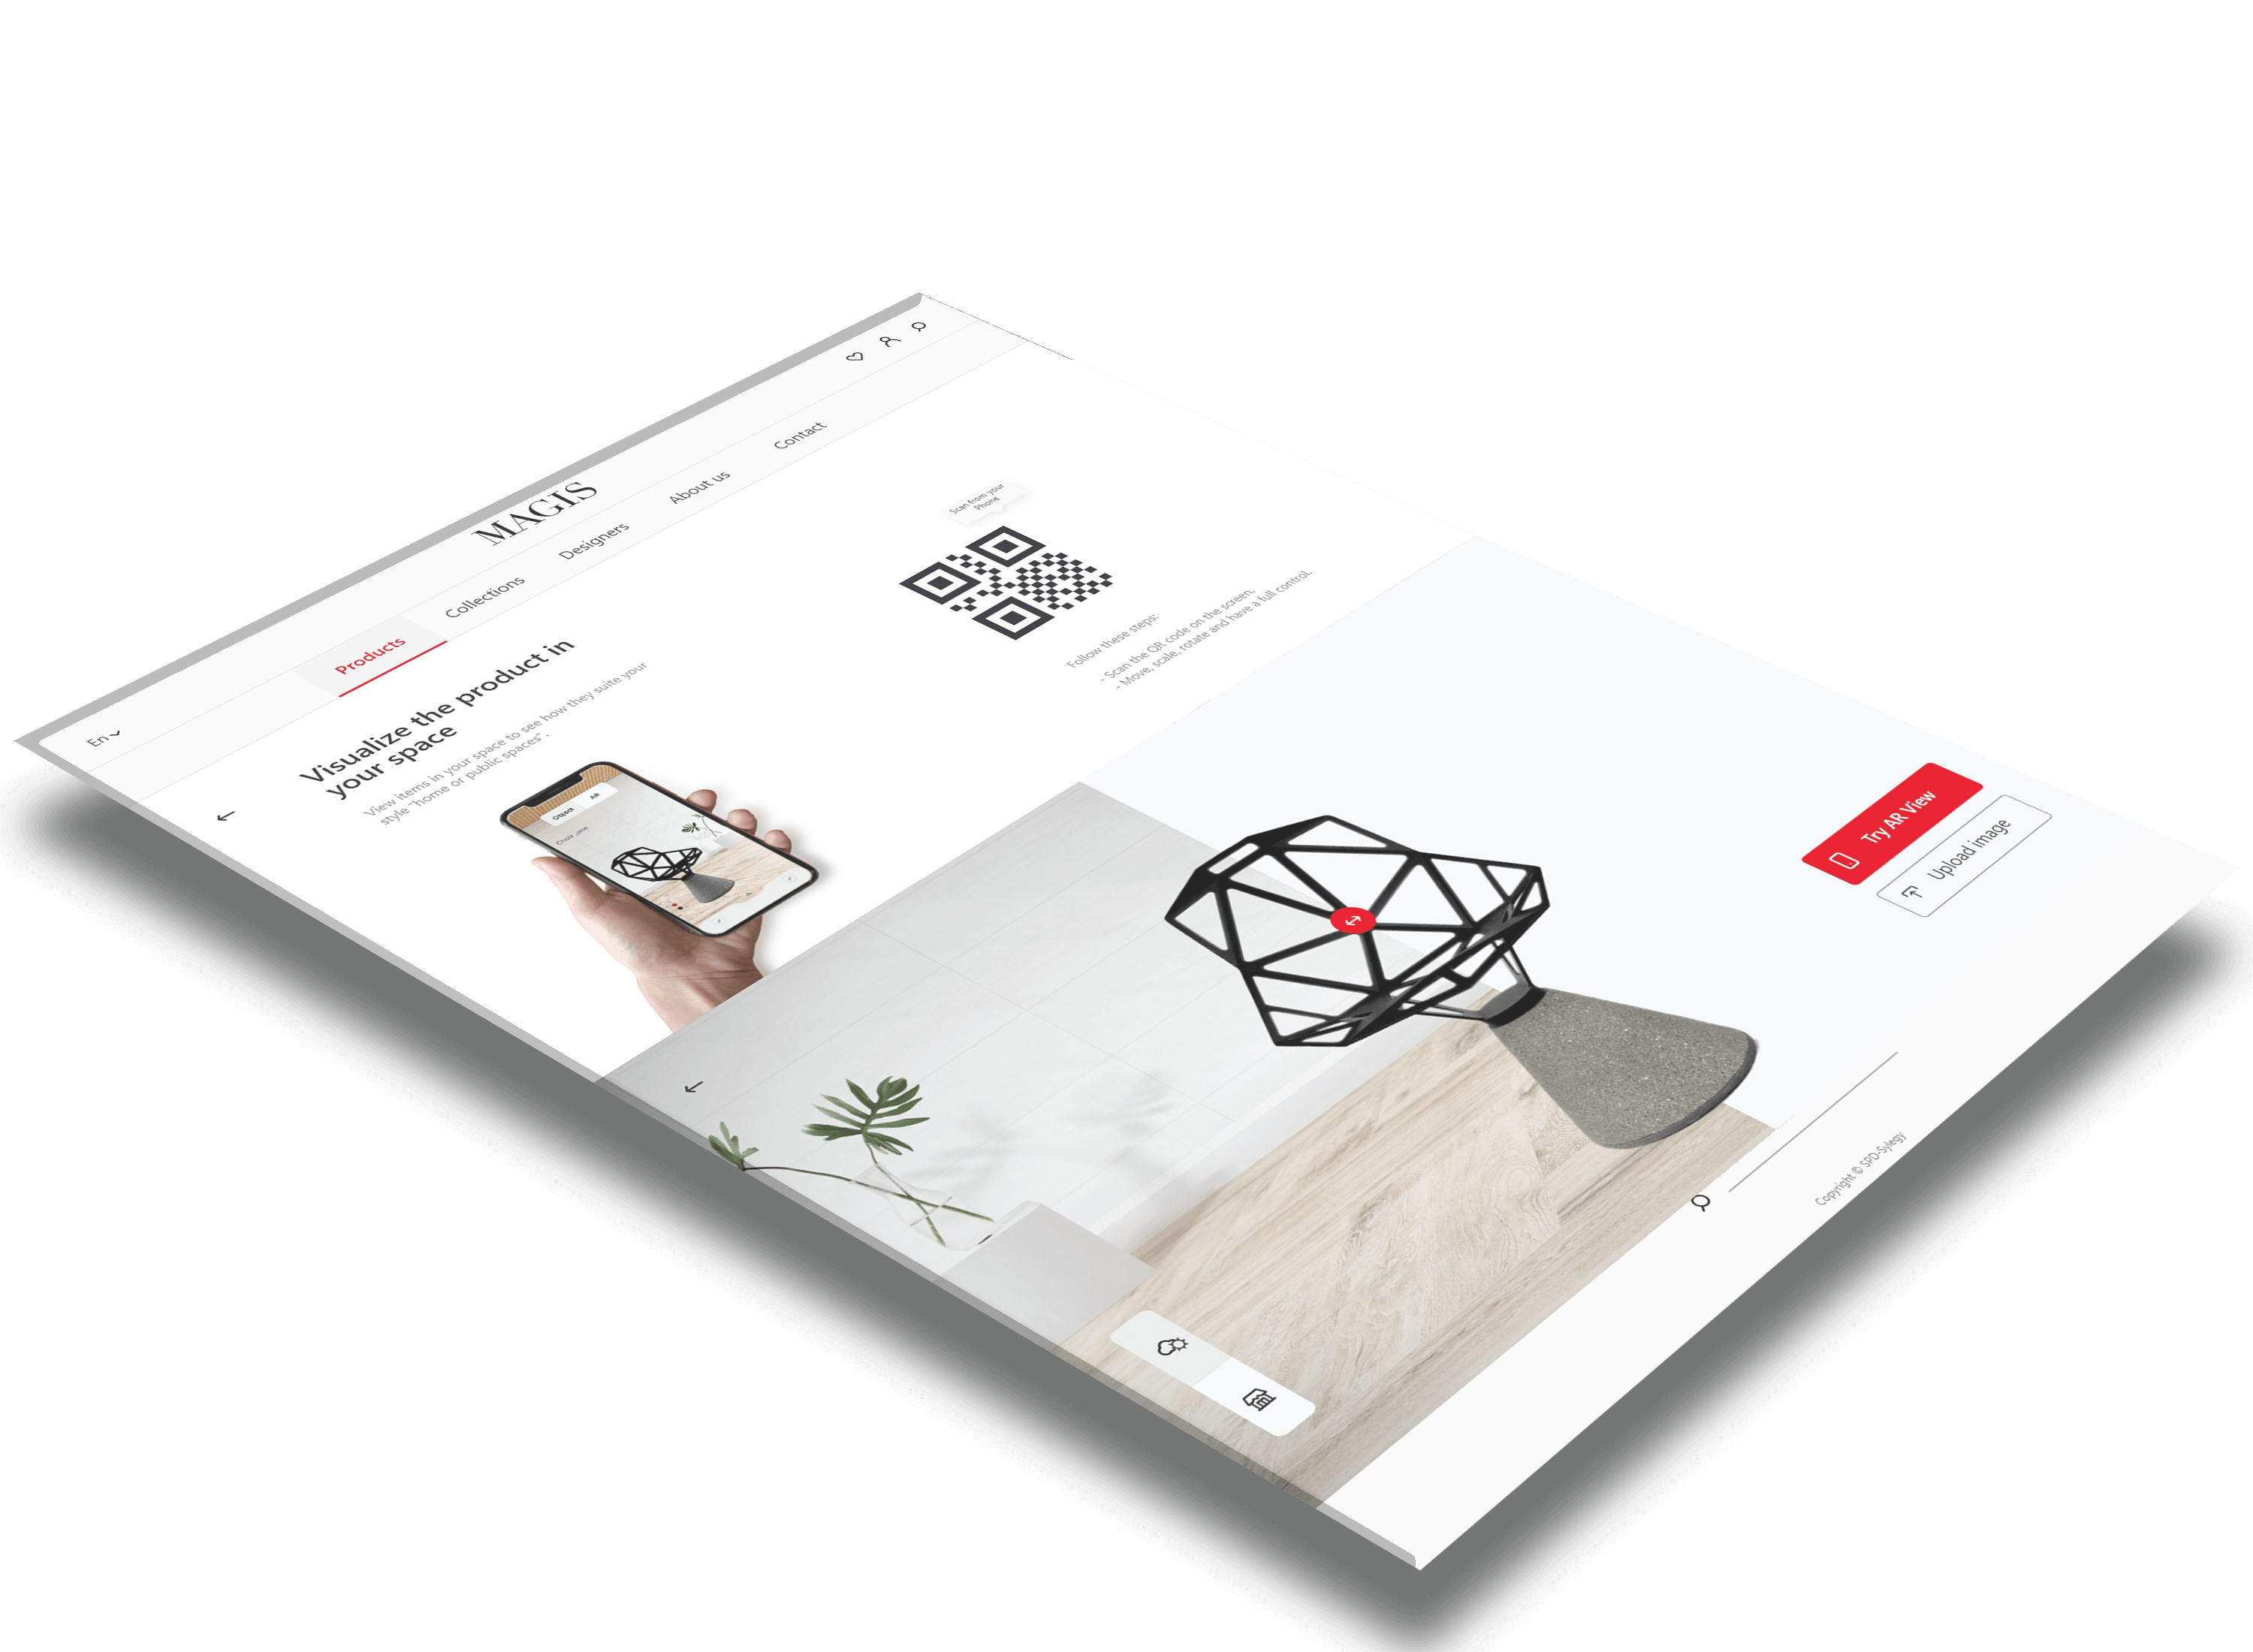 En
MAGIS
Products
Collections
Designers
About us
Contact
Visualize the product in
your space
View items in your space to see how they suite your
style "home or public spaces".
Object
AR
Chair_one
Scan from your
Phone
Follow these steps:
- Scan the QR code on the screen.
- Move, scale, rotate and have a full control.
Try AR View
Upload image
Copyright © SPD-Sylegy